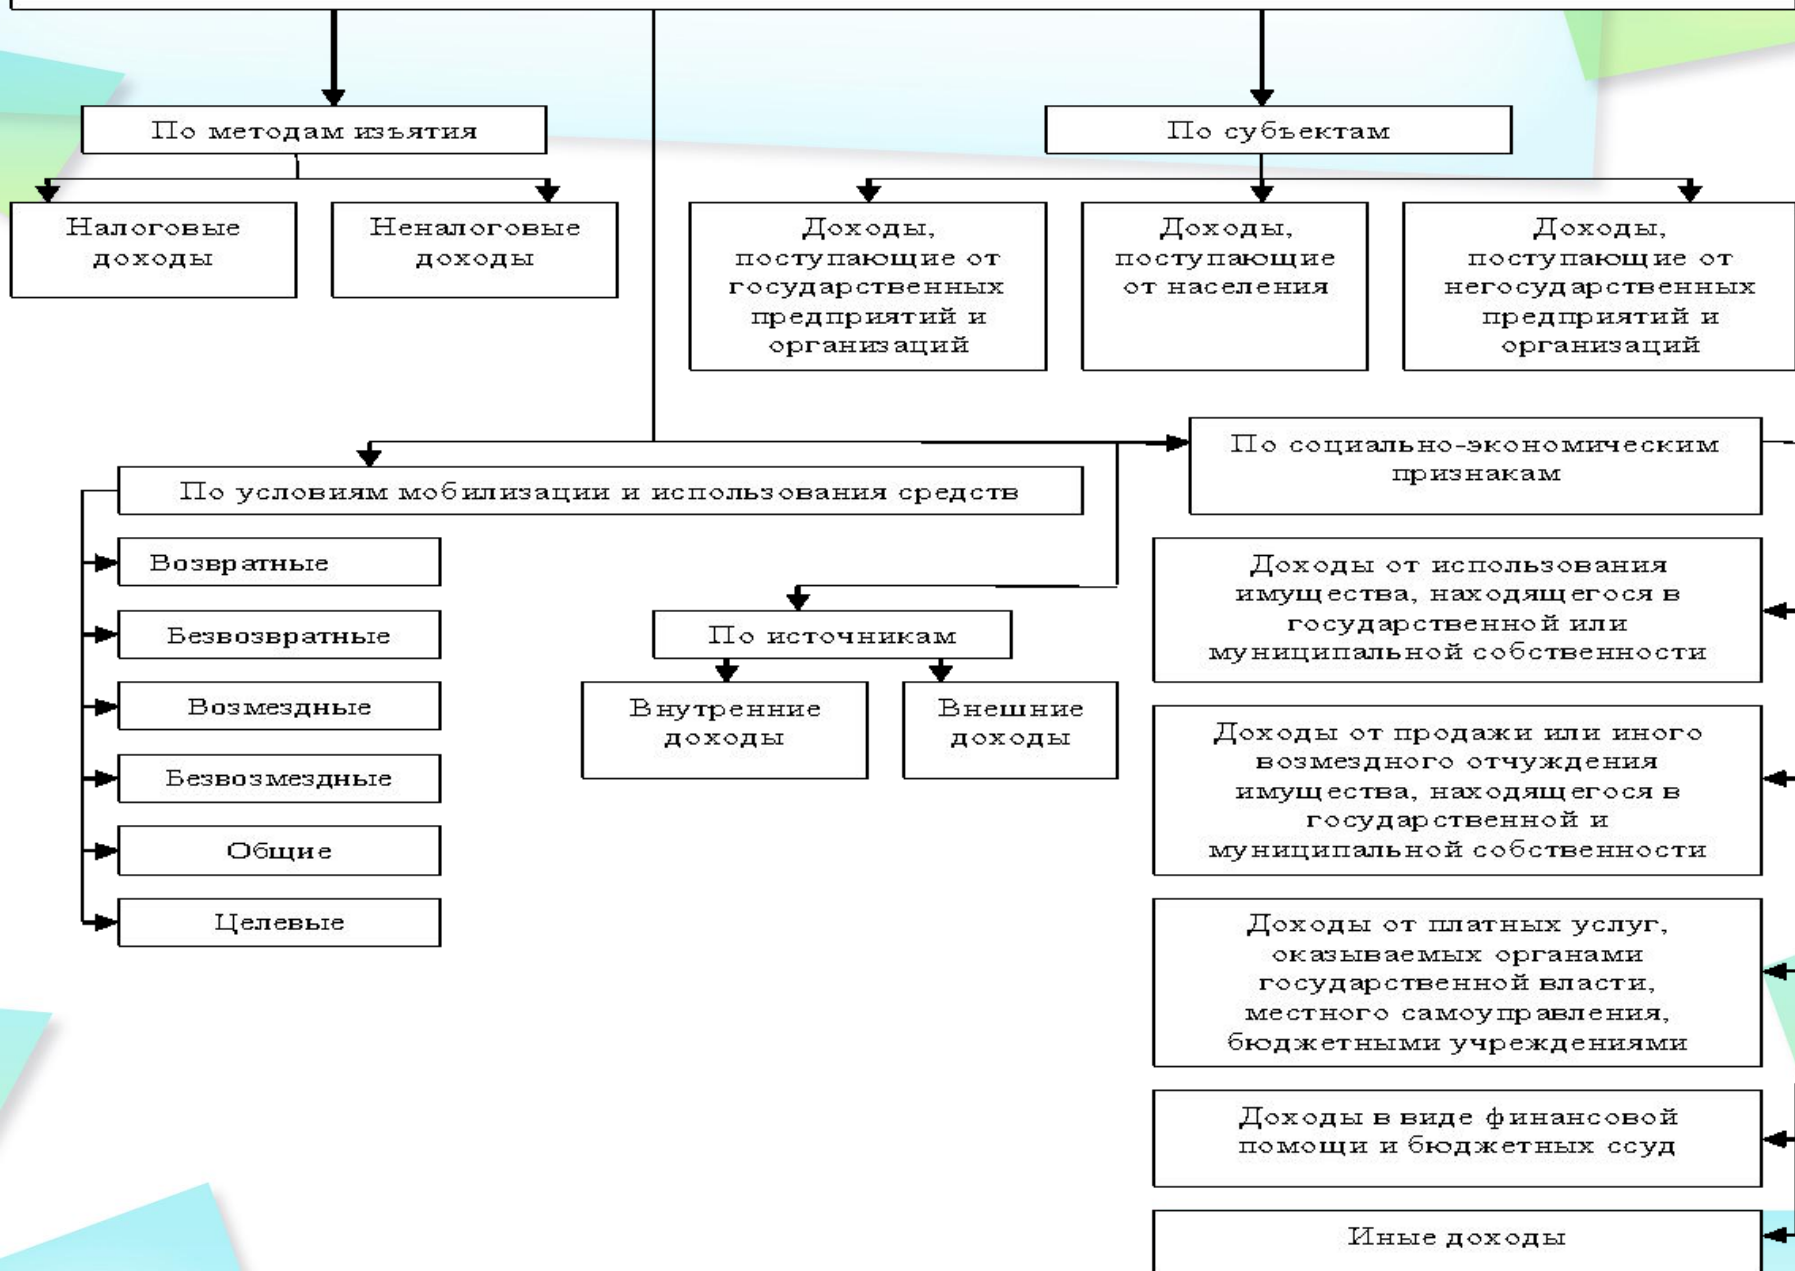 По методам изъятия
По субъектам
Налоговые
доходы
Неналоговые
доходы
Доходы,
поступающие от
государственных
предприятий и
организаций
Доходы,
поступающие
от населения
Доходы,
поступающие от
негосударственных
предприятий и
организаций
По социально-экономическим
признакам
По условиям мобилизации и использования средств
Возвратные
Безвозвратные
Возмездные
Безвозмездные
Общие
Целевые
По источникам
Внутренние
доходы
Внешние
доходы
Доходы от использования
имущества, находящегося в
государственной или
муниципальной собственности
Доходы от продажи или иного
возмездного отчуждения
имущества, находящегося в
государственной и
муниципальной собственности
Доходы от платных услуг,
оказываемых органами
государственной власти,
местного самоуправления,
бюджетными учреждениями
Доходы в виде финансовой
помощи и бюджетных ссуд
Иные доходы